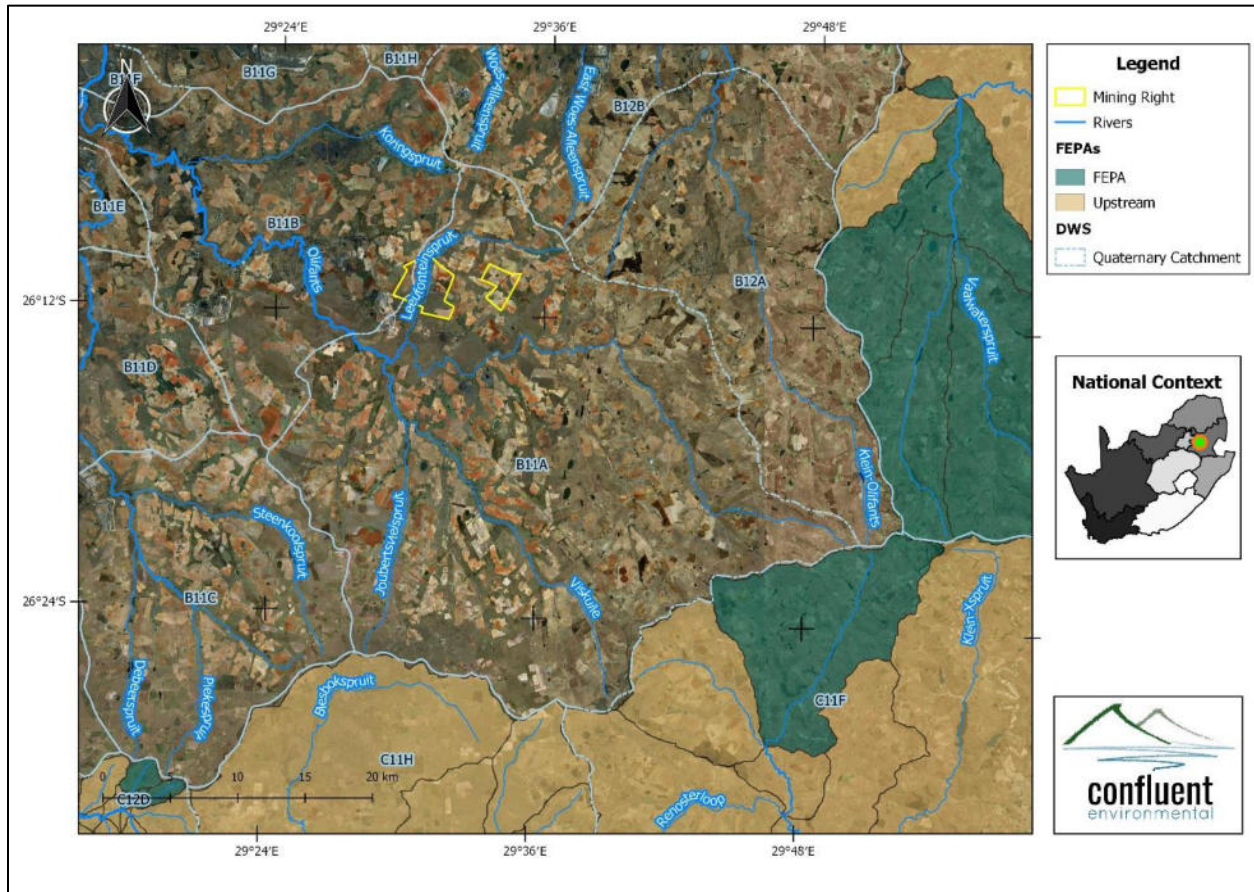 29°24'E
29°36'E
29°48'E
B11F
N
B11G
B11H
Woes-Alleenspruit
East Woes-Alleenspruit
B12B
Koringspruit
B11E
B11B
Olifants
Leeufonteinspruit
B12A
Vaalwaterspruit
26°12'S
B11D
B11A
Steenkoolspruit
Joubertsvleispruit
Klein-Olifants
26°24'S
B11C
Viskuile
Klein-Xspruit
Debeerspruit
Piekespruit
Blesbokspruit
C11F
C11H
0 5 10 15 20 km
C12D
Renosterloop
29°24'E
29°36'E
29°48'E
Legend
Mining Right
Rivers
FEPAs
FEPA
Upstream
DWS
Quaternary Catchment
National Context
confluent
environmental